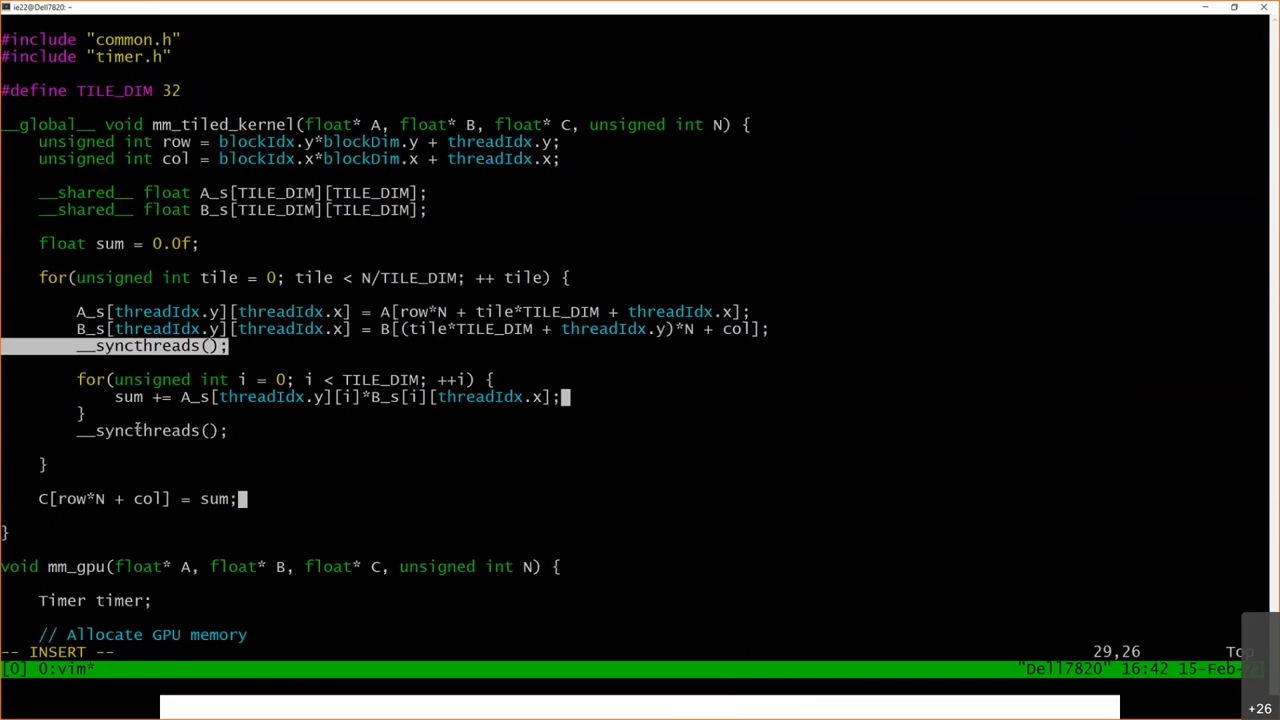 ie22@Dell7820: ~
#include "common.h"
#include "timer.h"
#define TILE_DIM 32
__global__ void mm_tiled_kernel(float* A, float* B, float* C, unsigned int N) {
unsigned int row = blockIdx.y*blockDim.y + threadIdx.y;
unsigned int col = blockIdx.x*blockDim.x + threadIdx.x;
__shared__ float A_s[TILE_DIM][TILE_DIM];
__shared__ float B_s[TILE_DIM][TILE_DIM];
float sum = 0.0f;
for(unsigned int tile = 0; tile < N/TILE_DIM; ++ tile) {
A_s[threadIdx.y][threadIdx.x] = A[row*N + tile*TILE_DIM + threadIdx.x];
B_s[threadIdx.y][threadIdx.x] = B[(tile*TILE_DIM + threadIdx.y)*N + col];
__syncthreads();
for(unsigned int i = 0; i < TILE_DIM; ++i) {
sum += A_s[threadIdx.y][i]*B_s[i][threadIdx.x];
}
__syncthreads();
}
C[row*N + col] = sum;
}
void mm_gpu(float* A, float* B, float* C, unsigned int N) {
Timer timer;
// Allocate GPU memory
-- INSERT -- 29,26 Top
[0] 0:vim* "Dell7820" 16:42 15-Feb-
+26